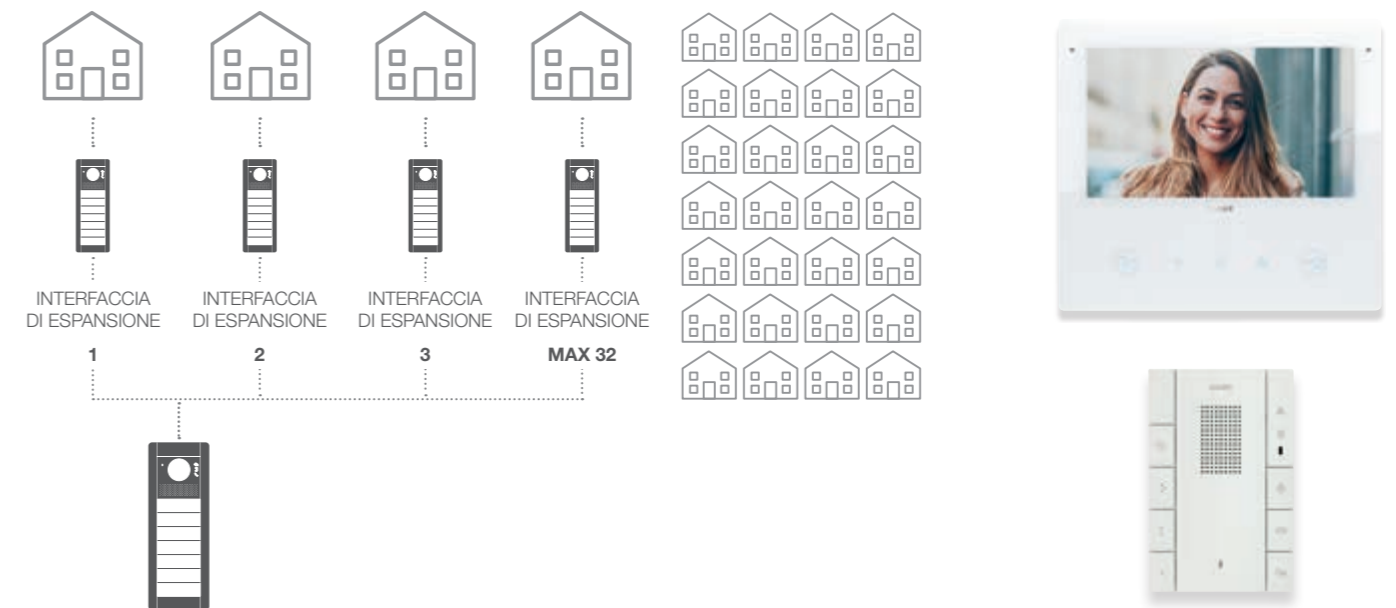 INTERFACCIA
DI ESPANSIONE
1
INTERFACCIA
DI ESPANSIONE
2
INTERFACCIA
DI ESPANSIONE
3
INTERFACCIA
DI ESPANSIONE
MAX 32